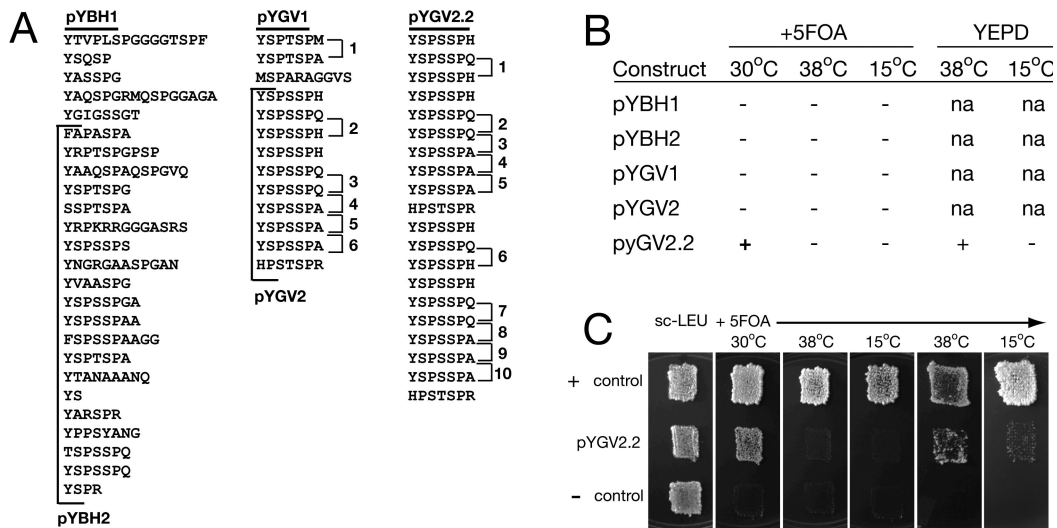 A
pYBH1
YTVPLSPGGGGTSPF
YSQSP
YASSPG
YAQSPGRMQSPGGAGA
YGIGSSGT
FAPASPA
YRPTSPGPSP
YAAQSPAQSPGVQ
YSPTSPG
SSPTSPA
YRPKRRGGGASRS
YSPSSPS
YNGRGAASPGAN
YVAASPG
YSPSSPGA
YSPSSPAA
FSPSSPAAGG
YSPTSPA
YTANAAANQ
YS
YARSPR
YPPSYANG
TSPSSPQ
YSPSSPQ
YSPR
pYBH2
pYGV1
YSPTSPM
YSPTSPA
1
MSPARAGGVS
YSPSSPH
YSPSSPQ
YSPSSPH
2
YSPSSPH
YSPSSPQ
YSPSSPQ
3
YSPSSPA
4
YSPSSPA
5
YSPSSPA
6
HPSTSPR
pYGV2
pYGV2.2
YSPSSPH
YSPSSPQ
YSPSSPH
1
YSPSSPH
YSPSSPQ
YSPSSPQ
2
YSPSSPA
3
YSPSSPA
4
YSPSSPA
5
HPSTSPR
YSPSSPH
YSPSSPQ
YSPSSPH
6
YSPSSPH
YSPSSPQ
YSPSSPQ
7
YSPSSPA
8
YSPSSPA
9
YSPSSPA
10
HPSTSPR
B
+5FOA YEPD
Construct 30°C 38°C 15°C 38°C 15°C
pYBH1 - - - na na
pYBH2 - - - na na
pYGV1 - - - na na
pYGV2 - - - na na
pyGV2.2 + - - + -
C
sc-LEU + 5FOA
30°C 38°C 15°C 38°C 15°C
+ control
pYGV2.2
- control